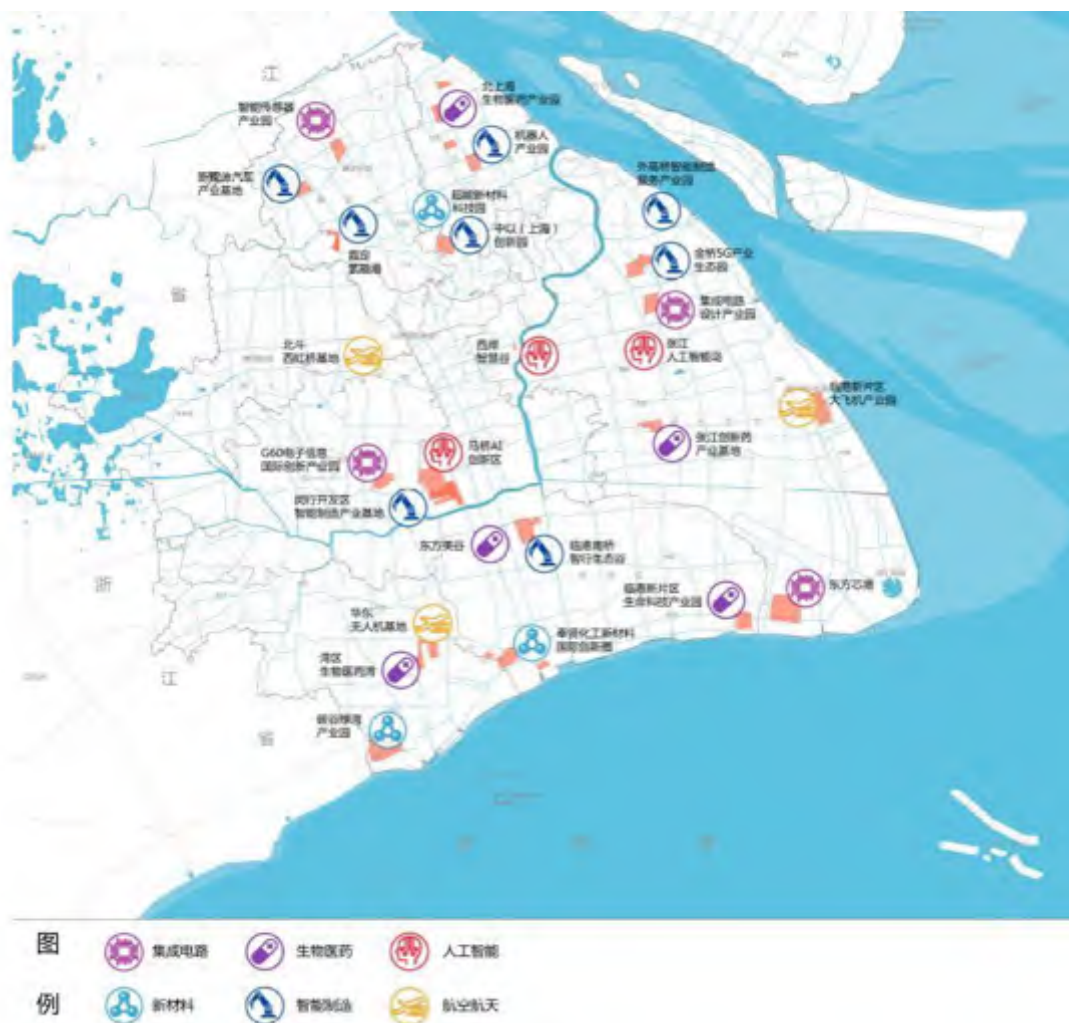 江
省
浙
江
省
智能传感器
产业园
北上海
生物医药产业园
机器人
产业园
新能源汽车
产业基地
外高桥智能制造
服务产业园
超能新材料
科技园
中以（上海）
创新园
嘉定
氢能港
金桥5G产业
生态园
集成电路
设计产业园
北斗
西虹桥基地
西岸
智慧谷
张江
人工智能岛
临港新片区
大飞机产业园
张江创新药
产业基地
G60电子信息
国际创新产业园
马桥AI
创新区
闵行开发区
智能制造产业基地
东方美谷
临港南桥
智行生态谷
临港新片区
生命科技产业园
东方芯港
华东
无人机基地
奉贤化工新材料
国际创新圈
湾区
生物医药港
碳谷绿湾
产业园
图
例
集成电路
生物医药
人工智能
新材料
智能制造
航空航天